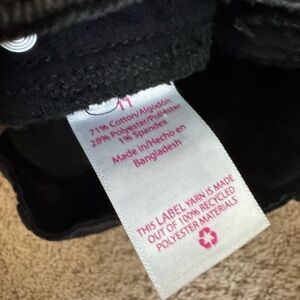 11
71% Cotton/Algodón
28% Polyester/Poliéster
1% Spandex
Made in/Hecho en
Bangladesh
THIS LABEL YARN IS MADE
OUT OF 100% RECYCLED
POLYESTER MATERIALS